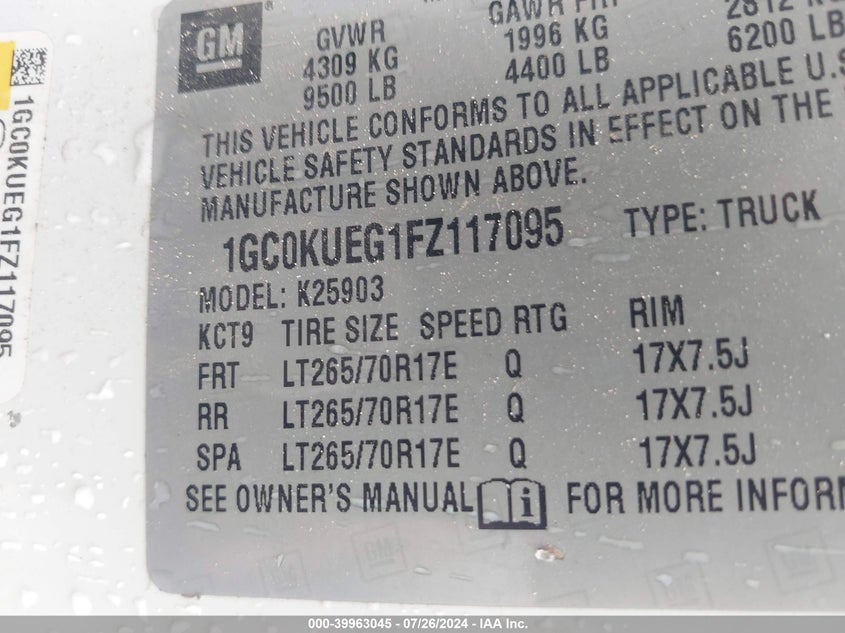 GM®
GVWR
4309 KG
9500 LB
GAWR FRT
1996 KG
4400 LB
2812 KG
6200 LB
THIS VEHICLE CONFORMS TO ALL APPLICABLE U.S
VEHICLE SAFETY STANDARDS IN EFFECT ON THE
MANUFACTURE SHOWN ABOVE.
1GC0KUEG1FZ117095 TYPE: TRUCK
MODEL: K25903
KCT9 TIRE SIZE SPEED RTG RIM
FRT LT265/70R17E Q 17X7.5J
RR LT265/70R17E Q 17X7.5J
SPA LT265/70R17E Q 17X7.5J
SEE OWNER'S MANUAL i FOR MORE INFORM
GM
1GC0KUEG1FZ117095
000-39963045 - 07/26/2024 - IAA Inc.